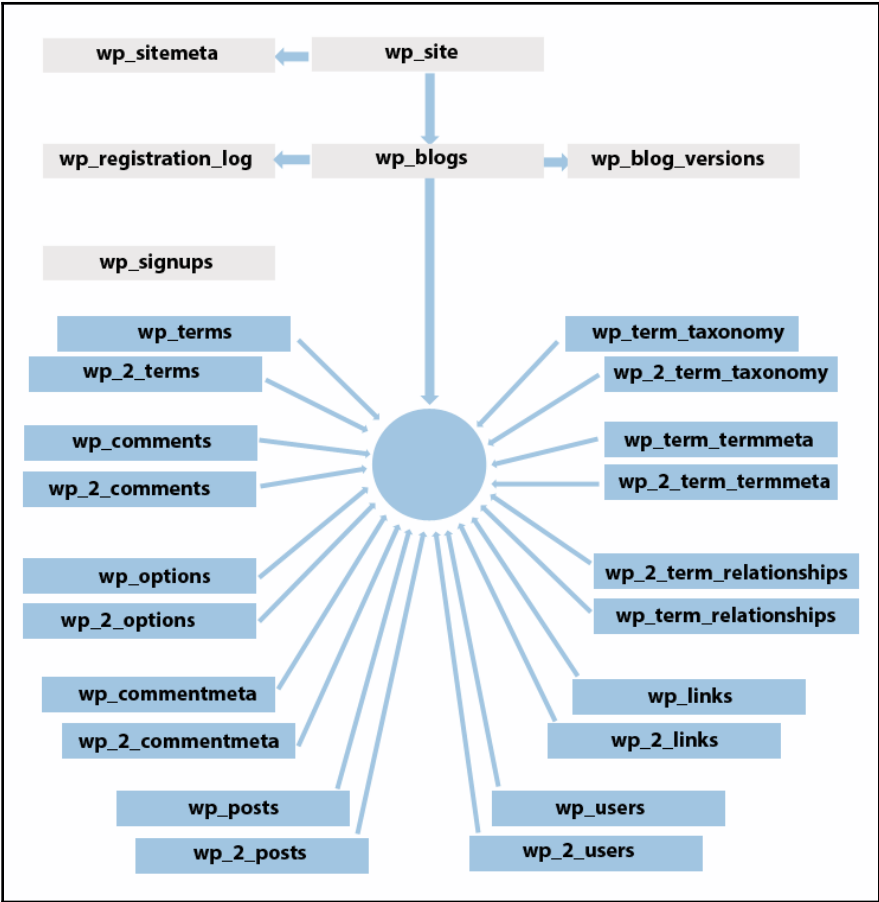 wp_sitemeta
wp_site
wp_registration_log
wp_blogs
wp_blog_versions
wp_signups
wp_terms
wp_term_taxonomy
wp_2_terms
wp_2_term_taxonomy
wp_comments
wp_term_termmeta
wp_2_comments
wp_2_term_termmeta
wp_options
wp_2_term_relationships
wp_2_options
wp_term_relationships
wp_commentmeta
wp_links
wp_2_commentmeta
wp_2_links
wp_posts
wp_users
wp_2_posts
wp_2_users